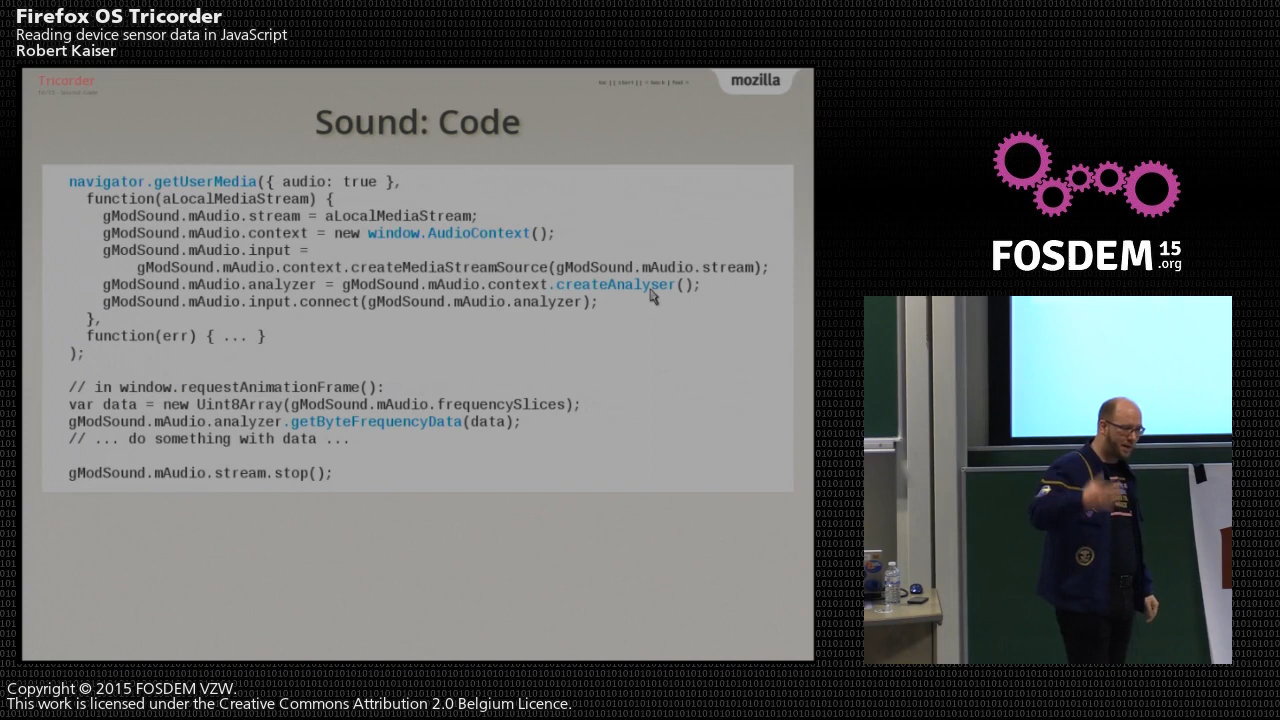 Firefox OS Tricorder
Reading device sensor data in JavaScript
Robert Kaiser
Tricorder
mozilla
Sound: Code
navigator.getUserMedia({ audio: true },
function(aLocalMediaStream) {
gModSound.mAudio.stream = aLocalMediaStream;
gModSound.mAudio.context = new window.AudioContext();
gModSound.mAudio.input =
gModSound.mAudio.context.createMediaStreamSource(gModSound.mAudio.stream);
gModSound.mAudio.analyzer = gModSound.mAudio.context.createAnalyser();
gModSound.mAudio.input.connect(gModSound.mAudio.analyzer);
},
function(err) { ... }
);
// in window.requestAnimationFrame():
var data = new Uint8Array(gModSound.mAudio.frequencySlices);
gModSound.mAudio.analyzer.getByteFrequencyData(data);
// ... do something with data ...
gModSound.mAudio.stream.stop();
FOSDEM 15
.org
Copyright © 2015 FOSDEM VZW.
This work is licensed under the Creative Commons Attribution 2.0 Belgium Licence.